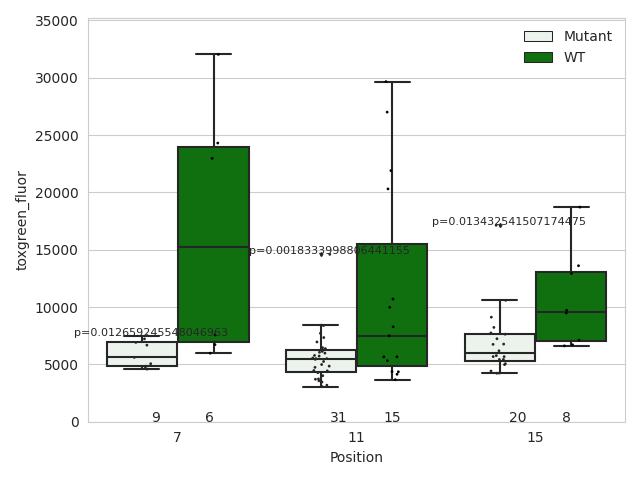 35000
Mutant
WT
30000
25000
20000
15000
10000
5000
0
toxgreen_fluor
p=0.012659245548046963
p=0.0018333998806441155
p=0.013432541507174475
9 6 31 15 20 8
7 11 15
Position